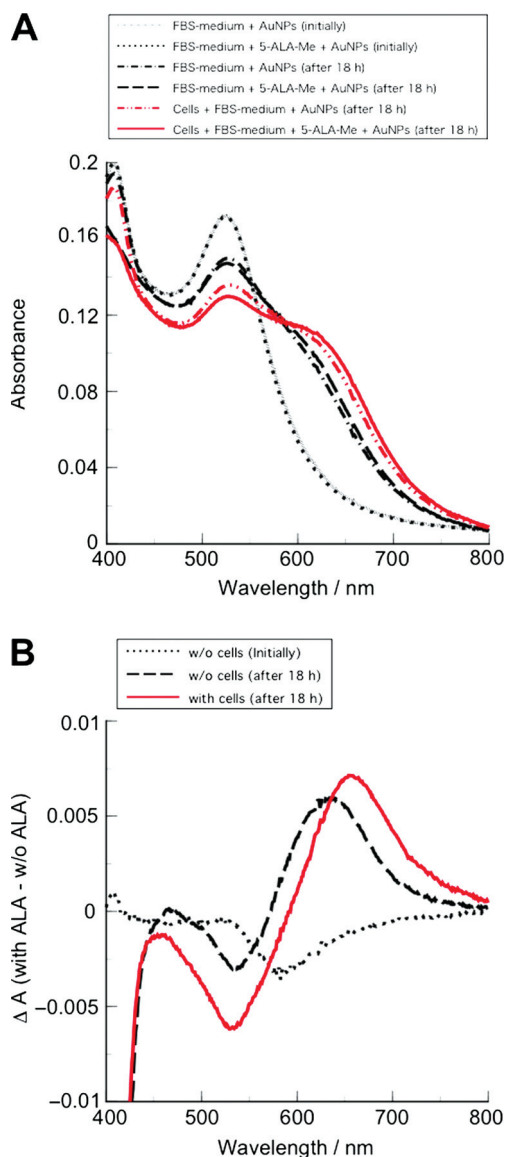 A
FBS-medium + AuNPs (initially)
FBS-medium + 5-ALA-Me + AuNPs (initially)
FBS-medium + AuNPs (after 18 h)
FBS-medium + 5-ALA-Me + AuNPs (after 18 h)
Cells + FBS-medium + AuNPs (after 18 h)
Cells + FBS-medium + 5-ALA-Me + AuNPs (after 18 h)
0.2
0.16
0.12
0.08
0.04
0
Absorbance
400 500 600 700 800
Wavelength / nm
B
w/o cells (Initially)
w/o cells (after 18 h)
with cells (after 18 h)
0.01
0.005
0
−0.005
−0.01
Δ A (with ALA - w/o ALA)
400 500 600 700 800
Wavelength / nm